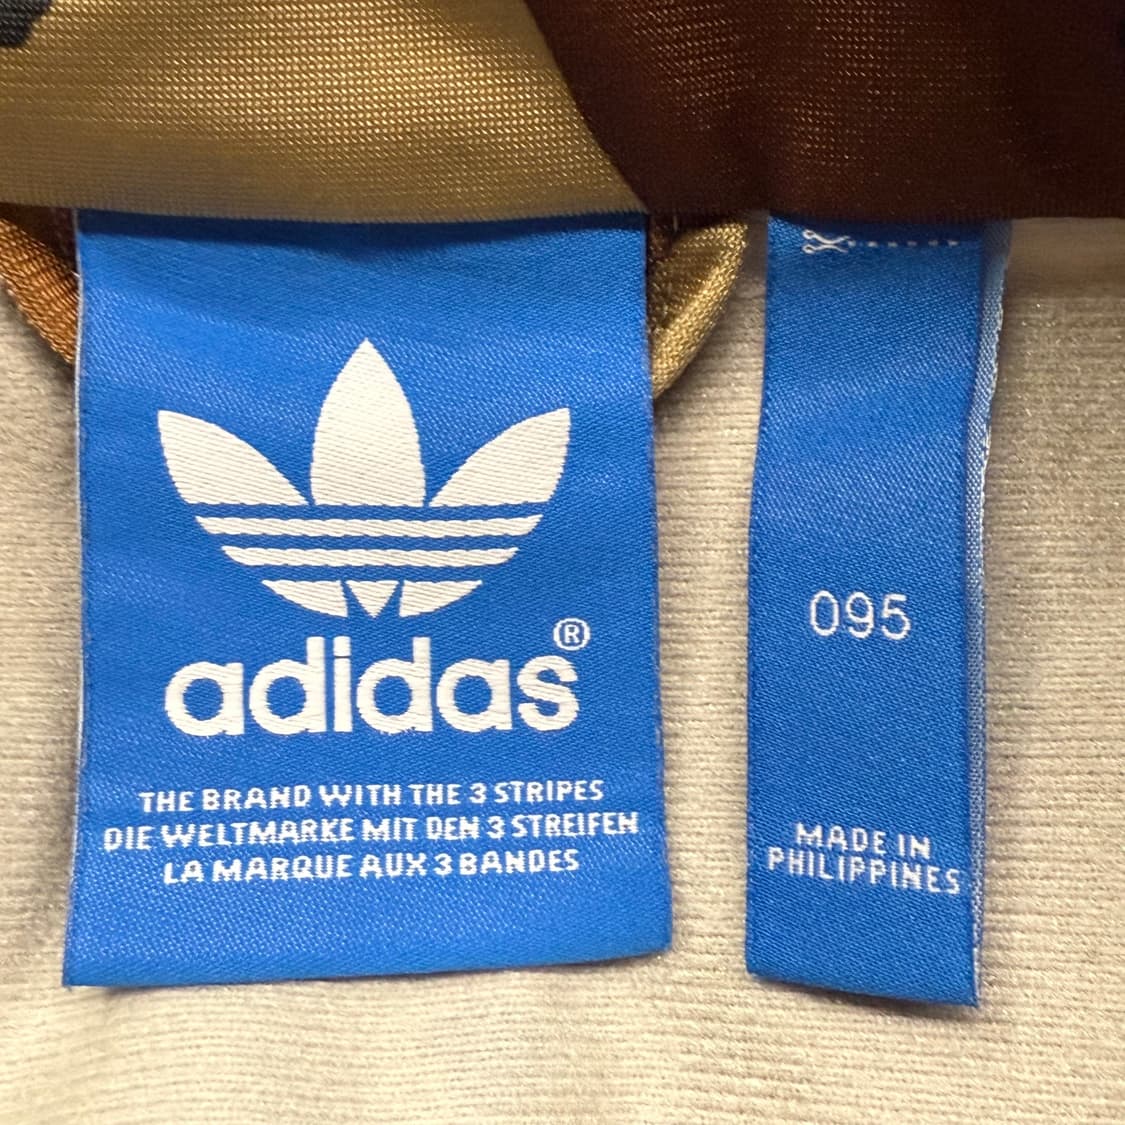 adidas®
THE BRAND WITH THE 3 STRIPES
DIE WELTMARKE MIT DEN 3 STREIFEN
LA MARQUE AUX 3 BANDES
095
MADE IN
PHILIPPINES